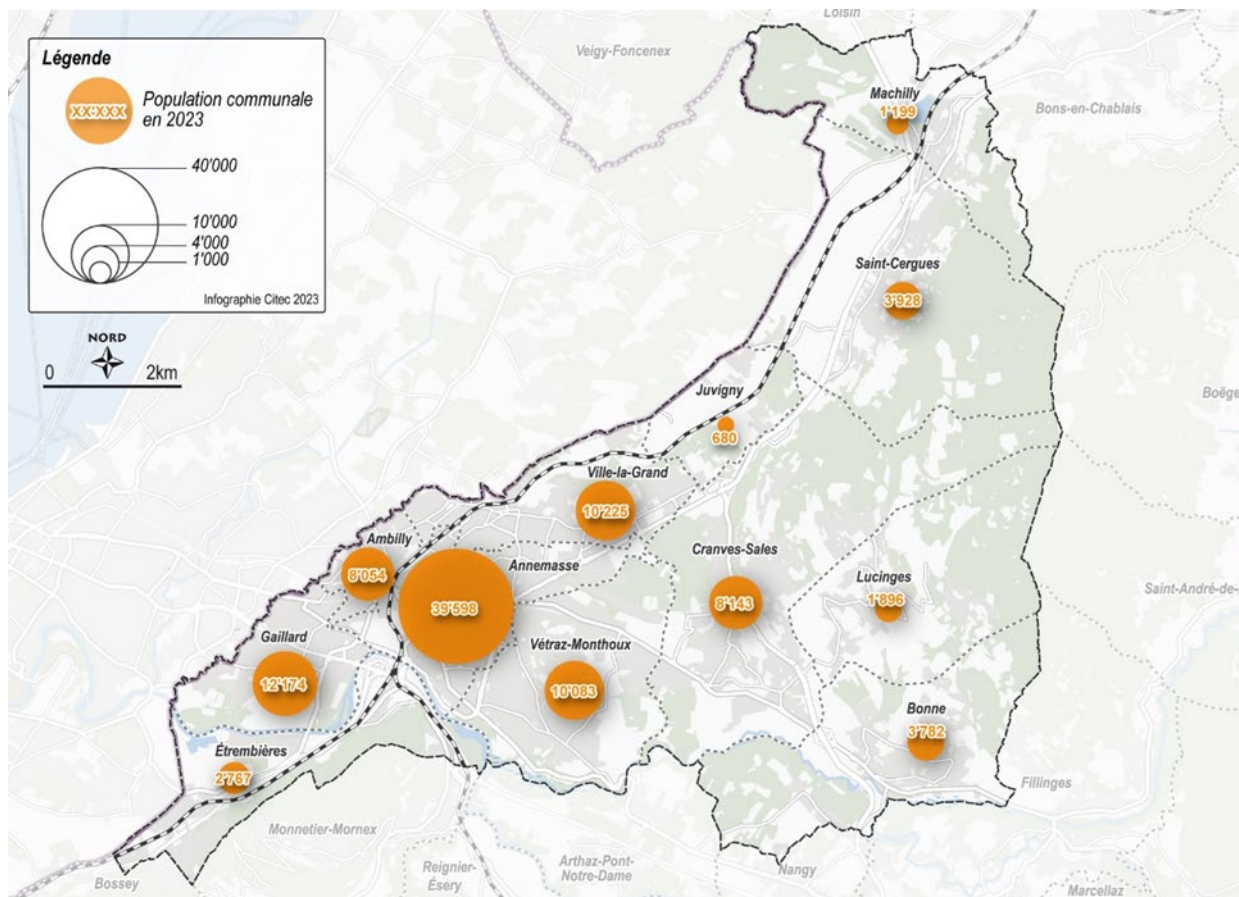 Légende
XX'XXX
Population communale
en 2023
40'000
10'000
4'000
1'000
Infographie Citec 2023
NORD
0 2km
Loisin
Veigy-Foncenex
Machilly
1'199
Bons-en-Chablais
Saint-Cergues
3'928
Juvigny
680
Boëge
Ville-la-Grand
10'225
Ambilly
8'054
Annemasse
39'598
Cranves-Sales
8'143
Lucinges
1'896
Saint-André-de-
Gaillard
12'174
Vétraz-Monthoux
10'083
Bonne
3'782
Étrembières
2'767
Fillinges
Monnetier-Mornex
Bossey
Reignier-
Ésery
Arthaz-Pont-
Notre-Dame
Nangy
Marcellaz